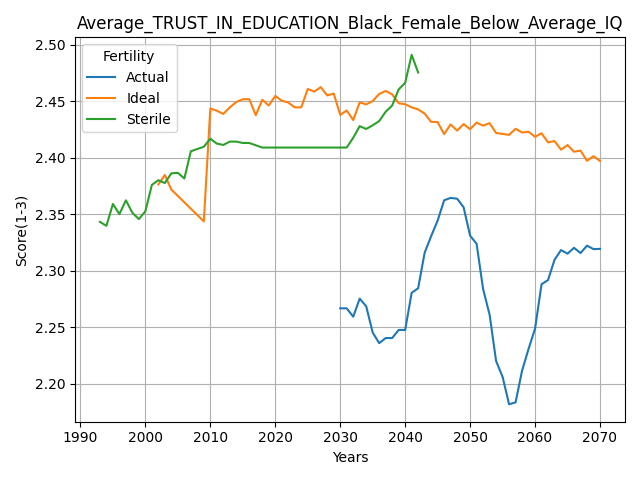 Average_TRUST_IN_EDUCATION_Black_Female_Below_Average_IQ
Fertility
Actual
Ideal
Sterile
Score(1-3)
2.50
2.45
2.40
2.35
2.30
2.25
2.20
1990 2000 2010 2020 2030 2040 2050 2060 2070
Years